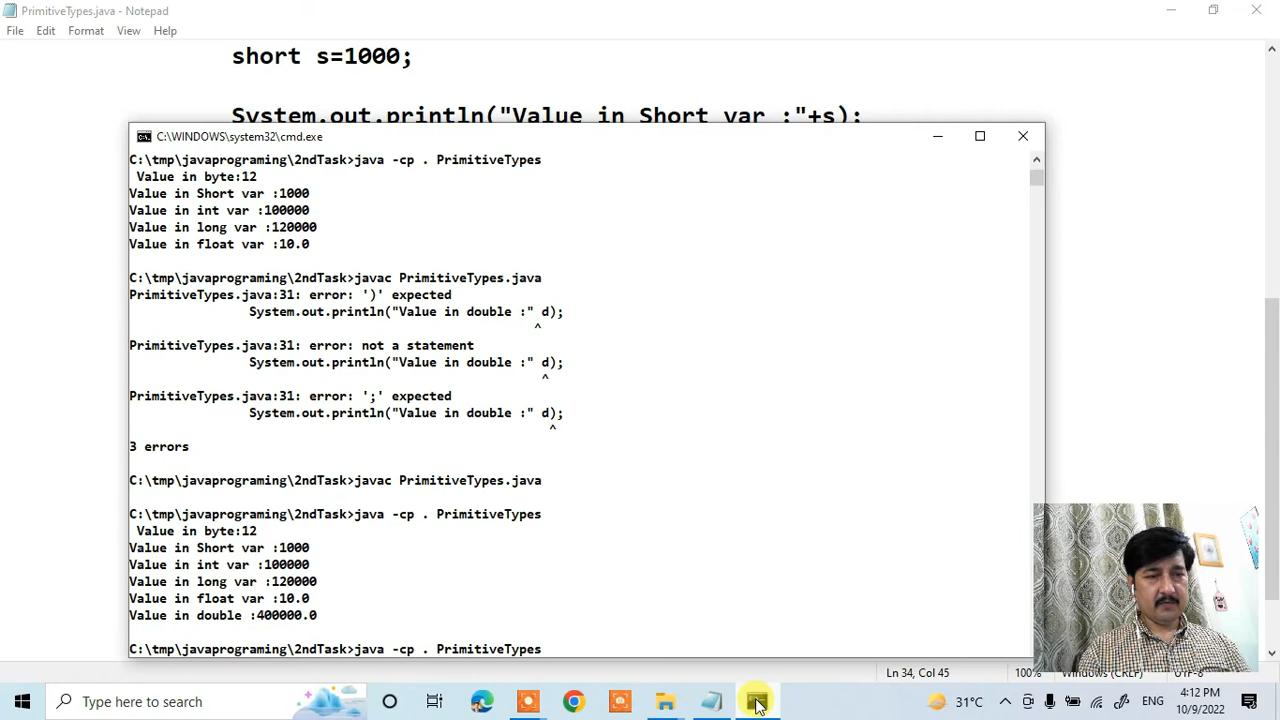 PrimitiveTypes.java - Notepad
File Edit Format View Help
short s=1000;
System.out.println("Value in Short var :"+s);
C:\WINDOWS\system32\cmd.exe
C:\tmp\javaprograming\2ndTask>java -cp . PrimitiveTypes
Value in byte:12
Value in Short var :1000
Value in int var :100000
Value in long var :120000
Value in float var :10.0
C:\tmp\javaprograming\2ndTask>javac PrimitiveTypes.java
PrimitiveTypes.java:31: error: ')' expected
System.out.println("Value in double :" d);
^
PrimitiveTypes.java:31: error: not a statement
System.out.println("Value in double :" d);
^
PrimitiveTypes.java:31: error: ';' expected
System.out.println("Value in double :" d);
^
3 errors
C:\tmp\javaprograming\2ndTask>javac PrimitiveTypes.java
C:\tmp\javaprograming\2ndTask>java -cp . PrimitiveTypes
Value in byte:12
Value in Short var :1000
Value in int var :100000
Value in long var :120000
Value in float var :10.0
Value in double :400000.0
C:\tmp\javaprograming\2ndTask>java -cp . PrimitiveTypes
Ln 34, Col 45 100% Windows (CRLF) UTF-8
Type here to search
31°C ENG 4:12 PM
10/9/2022